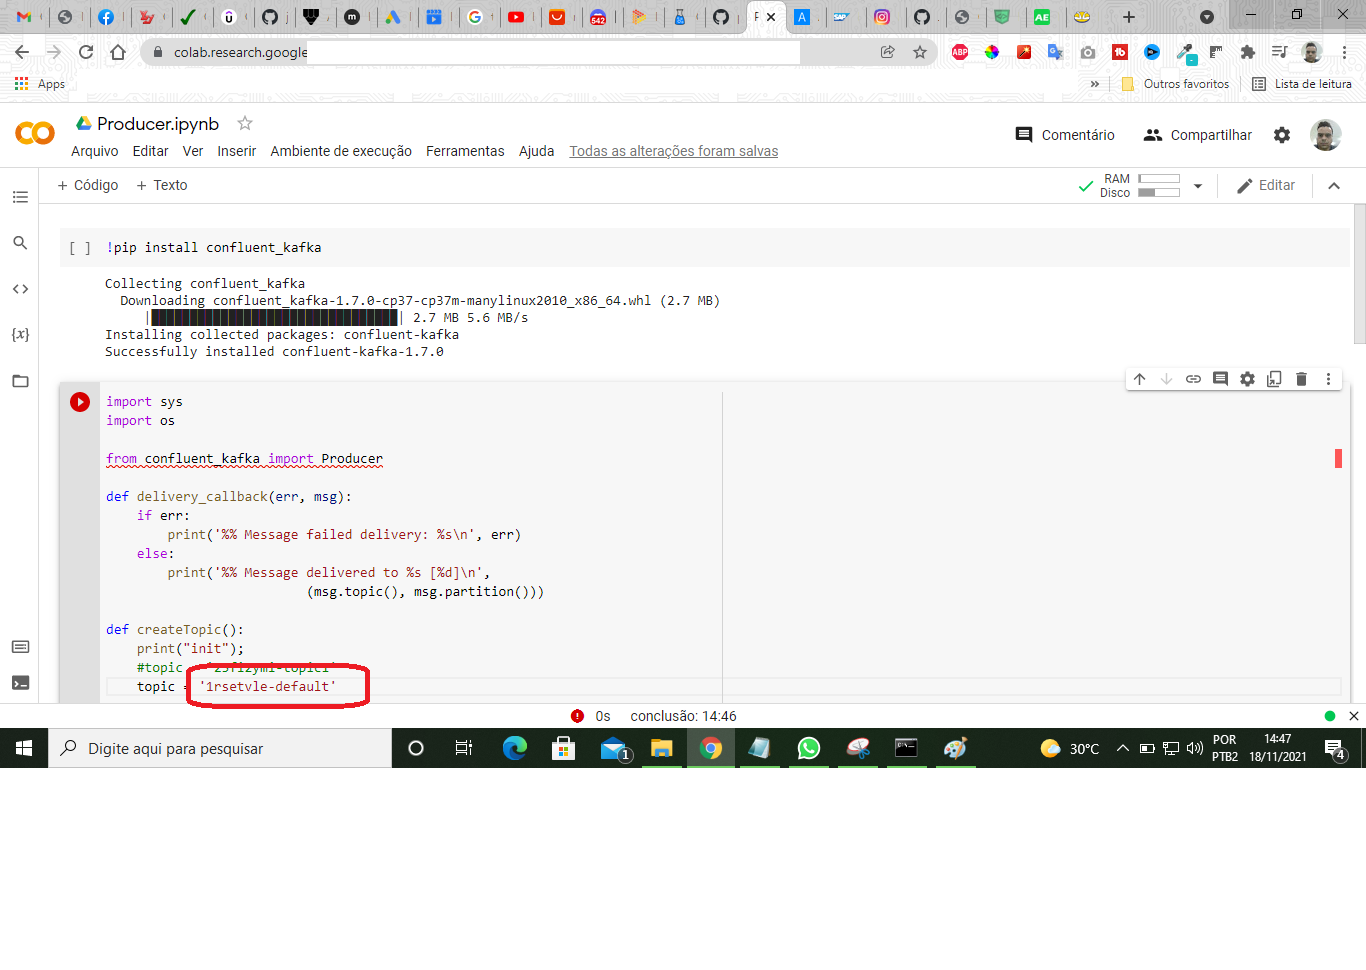 colab.research.google
Apps
»
Outros favoritos
Lista de leitura
Producer.ipynb
Comentário
Compartilhar
Arquivo Editar Ver Inserir Ambiente de execução Ferramentas Ajuda Todas as alterações foram salvas
+ Código + Texto
RAM
Disco
Editar
[ ] !pip install confluent_kafka
Collecting confluent_kafka
Downloading confluent_kafka-1.7.0-cp37-cp37m-manylinux2010_x86_64.whl (2.7 MB)
| | 2.7 MB 5.6 MB/s
Installing collected packages: confluent-kafka
Successfully installed confluent-kafka-1.7.0
import sys
import os
from confluent_kafka import Producer
def delivery_callback(err, msg):
if err:
print('%% Message failed delivery: %s\n', err)
else:
print('%% Message delivered to %s [%d]\n',
(msg.topic(), msg.partition()))
def createTopic():
print("init");
#topic
topic = '1rsetvle-default'
0s conclusão: 14:46
Digite aqui para pesquisar
1
30°C
POR
PTB2
14:47
18/11/2021
4